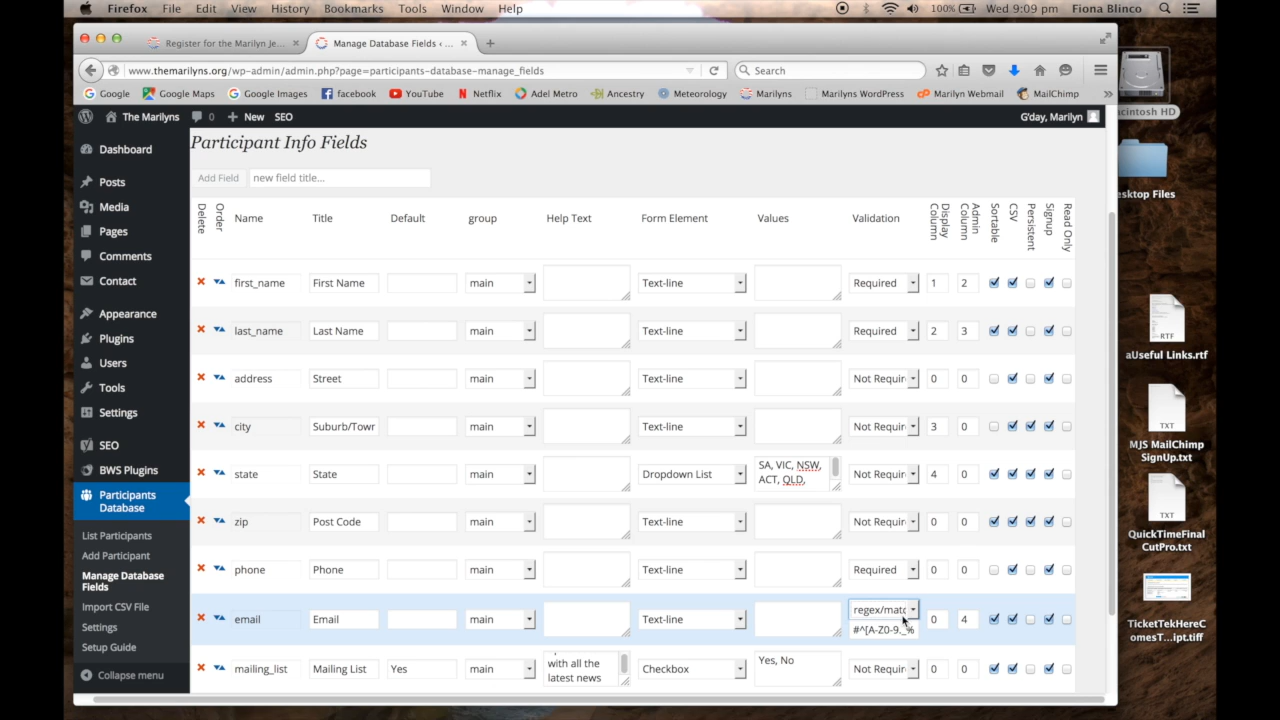 Firefox File Edit View History Bookmarks Tools Window Help 100% Wed 9:09 pm Fiona Blinco
Register for the Marilyn Je... × Manage Database Fields ‹ ... × +
www.themarilyns.org/wp-admin/admin.php?page=participants-database-manage_fields Search
Google Google Maps Google Images facebook YouTube Netflix Adel Metro Ancestry Meteorology Marilyns Marilyns WordPress Marilyn Webmail MailChimp »
The Marilyns 0 New SEO G'day, Marilyn
Macintosh HD
Desktop Files
aUseful Links.rtf
MJS MailChimp
SignUp.txt
QuickTimeFinal
CutPro.txt
TicketTekHereC
omesT...ipt.tiff
RTF
TXT
TXT
Dashboard
Posts
Media
Pages
Comments
Contact
Appearance
Plugins
Users
Tools
Settings
SEO
BWS Plugins
Participants
Database
List Participants
Add Participant
Manage Database
Fields
Import CSV File
Settings
Setup Guide
Collapse menu
Participant Info Fields
Add Field new field title...
Delete Order Name Title Default group Help Text Form Element Values Validation Display Column Admin Column Sortable CSV Persistent Signup Read Only
first_name First Name main Text-line Required 1 2
last_name Last Name main Text-line Required 2 3
address Street main Text-line Not Requir 0 0
city Suburb/Towr main Text-line Not Requir 3 0
state State main Dropdown List SA, VIC, NSW, Not Requir 4 0
ACT, QLD,
zip Post Code main Text-line Not Requir 0 0
phone Phone main Text-line Required 0 0
email Email main Text-line regex/matc 0 4
#^[A-Z0-9._%
mailing_list Mailing List Yes main with all the Checkbox Yes, No Not Requir 0 0
latest news